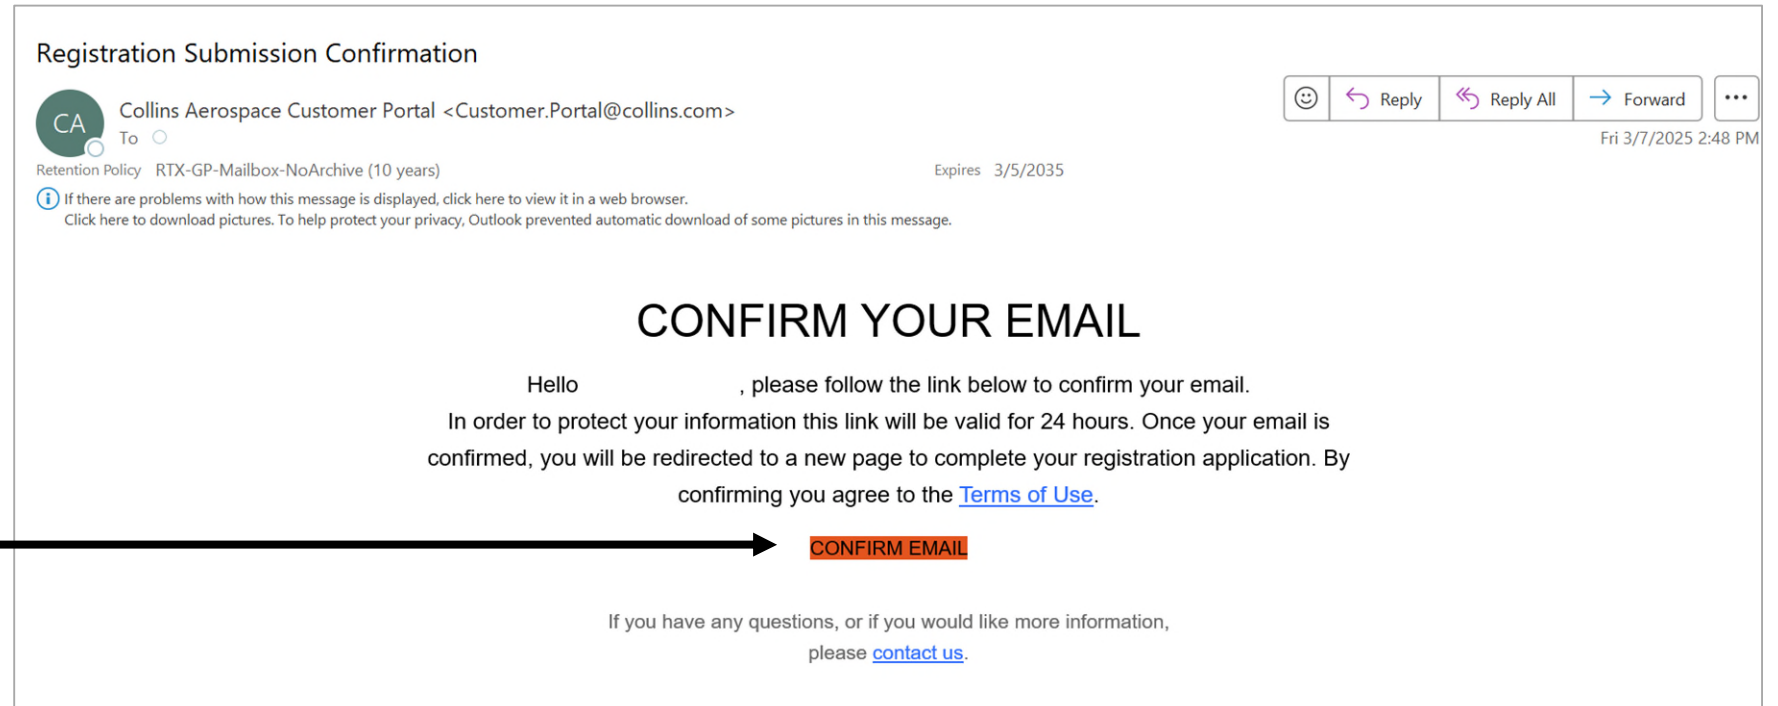 Registration Submission Confirmation
CA
Collins Aerospace Customer Portal <Customer.Portal@collins.com>
To
Reply
Reply All
Forward
Fri 3/7/2025 2:48 PM
Retention Policy RTX-GP-Mailbox-NoArchive (10 years)
Expires 3/5/2035
If there are problems with how this message is displayed, click here to view it in a web browser.
Click here to download pictures. To help protect your privacy, Outlook prevented automatic download of some pictures in this message.
CONFIRM YOUR EMAIL
Hello , please follow the link below to confirm your email.
In order to protect your information this link will be valid for 24 hours. Once your email is
confirmed, you will be redirected to a new page to complete your registration application. By
confirming you agree to the Terms of Use.
CONFIRM EMAIL
If you have any questions, or if you would like more information,
please contact us.